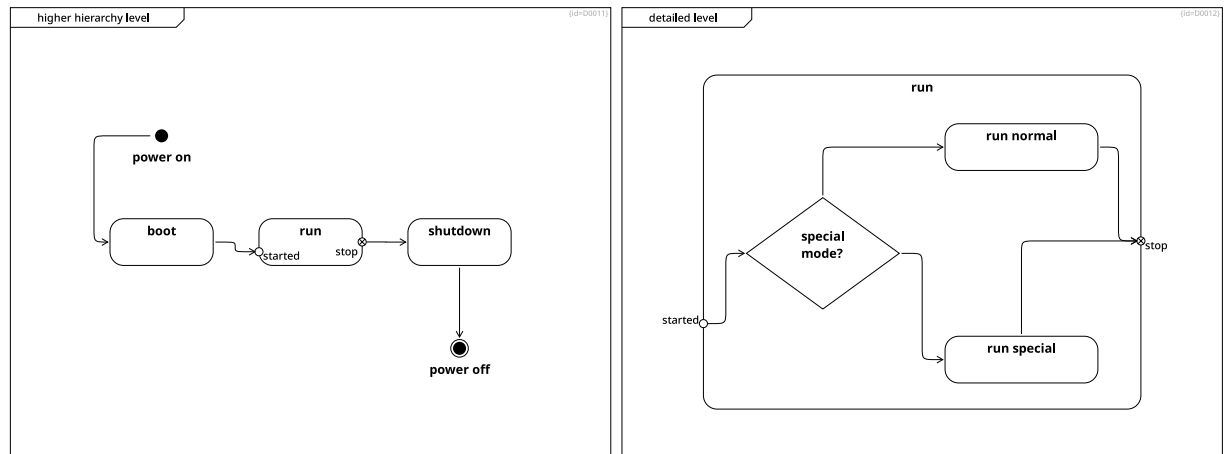 higher hierarchy level
{id=D0011}
power on
boot
run
started
stop
shutdown
power off
detailed level
{id=D0012}
run
run normal
special
mode?
stop
started
run special